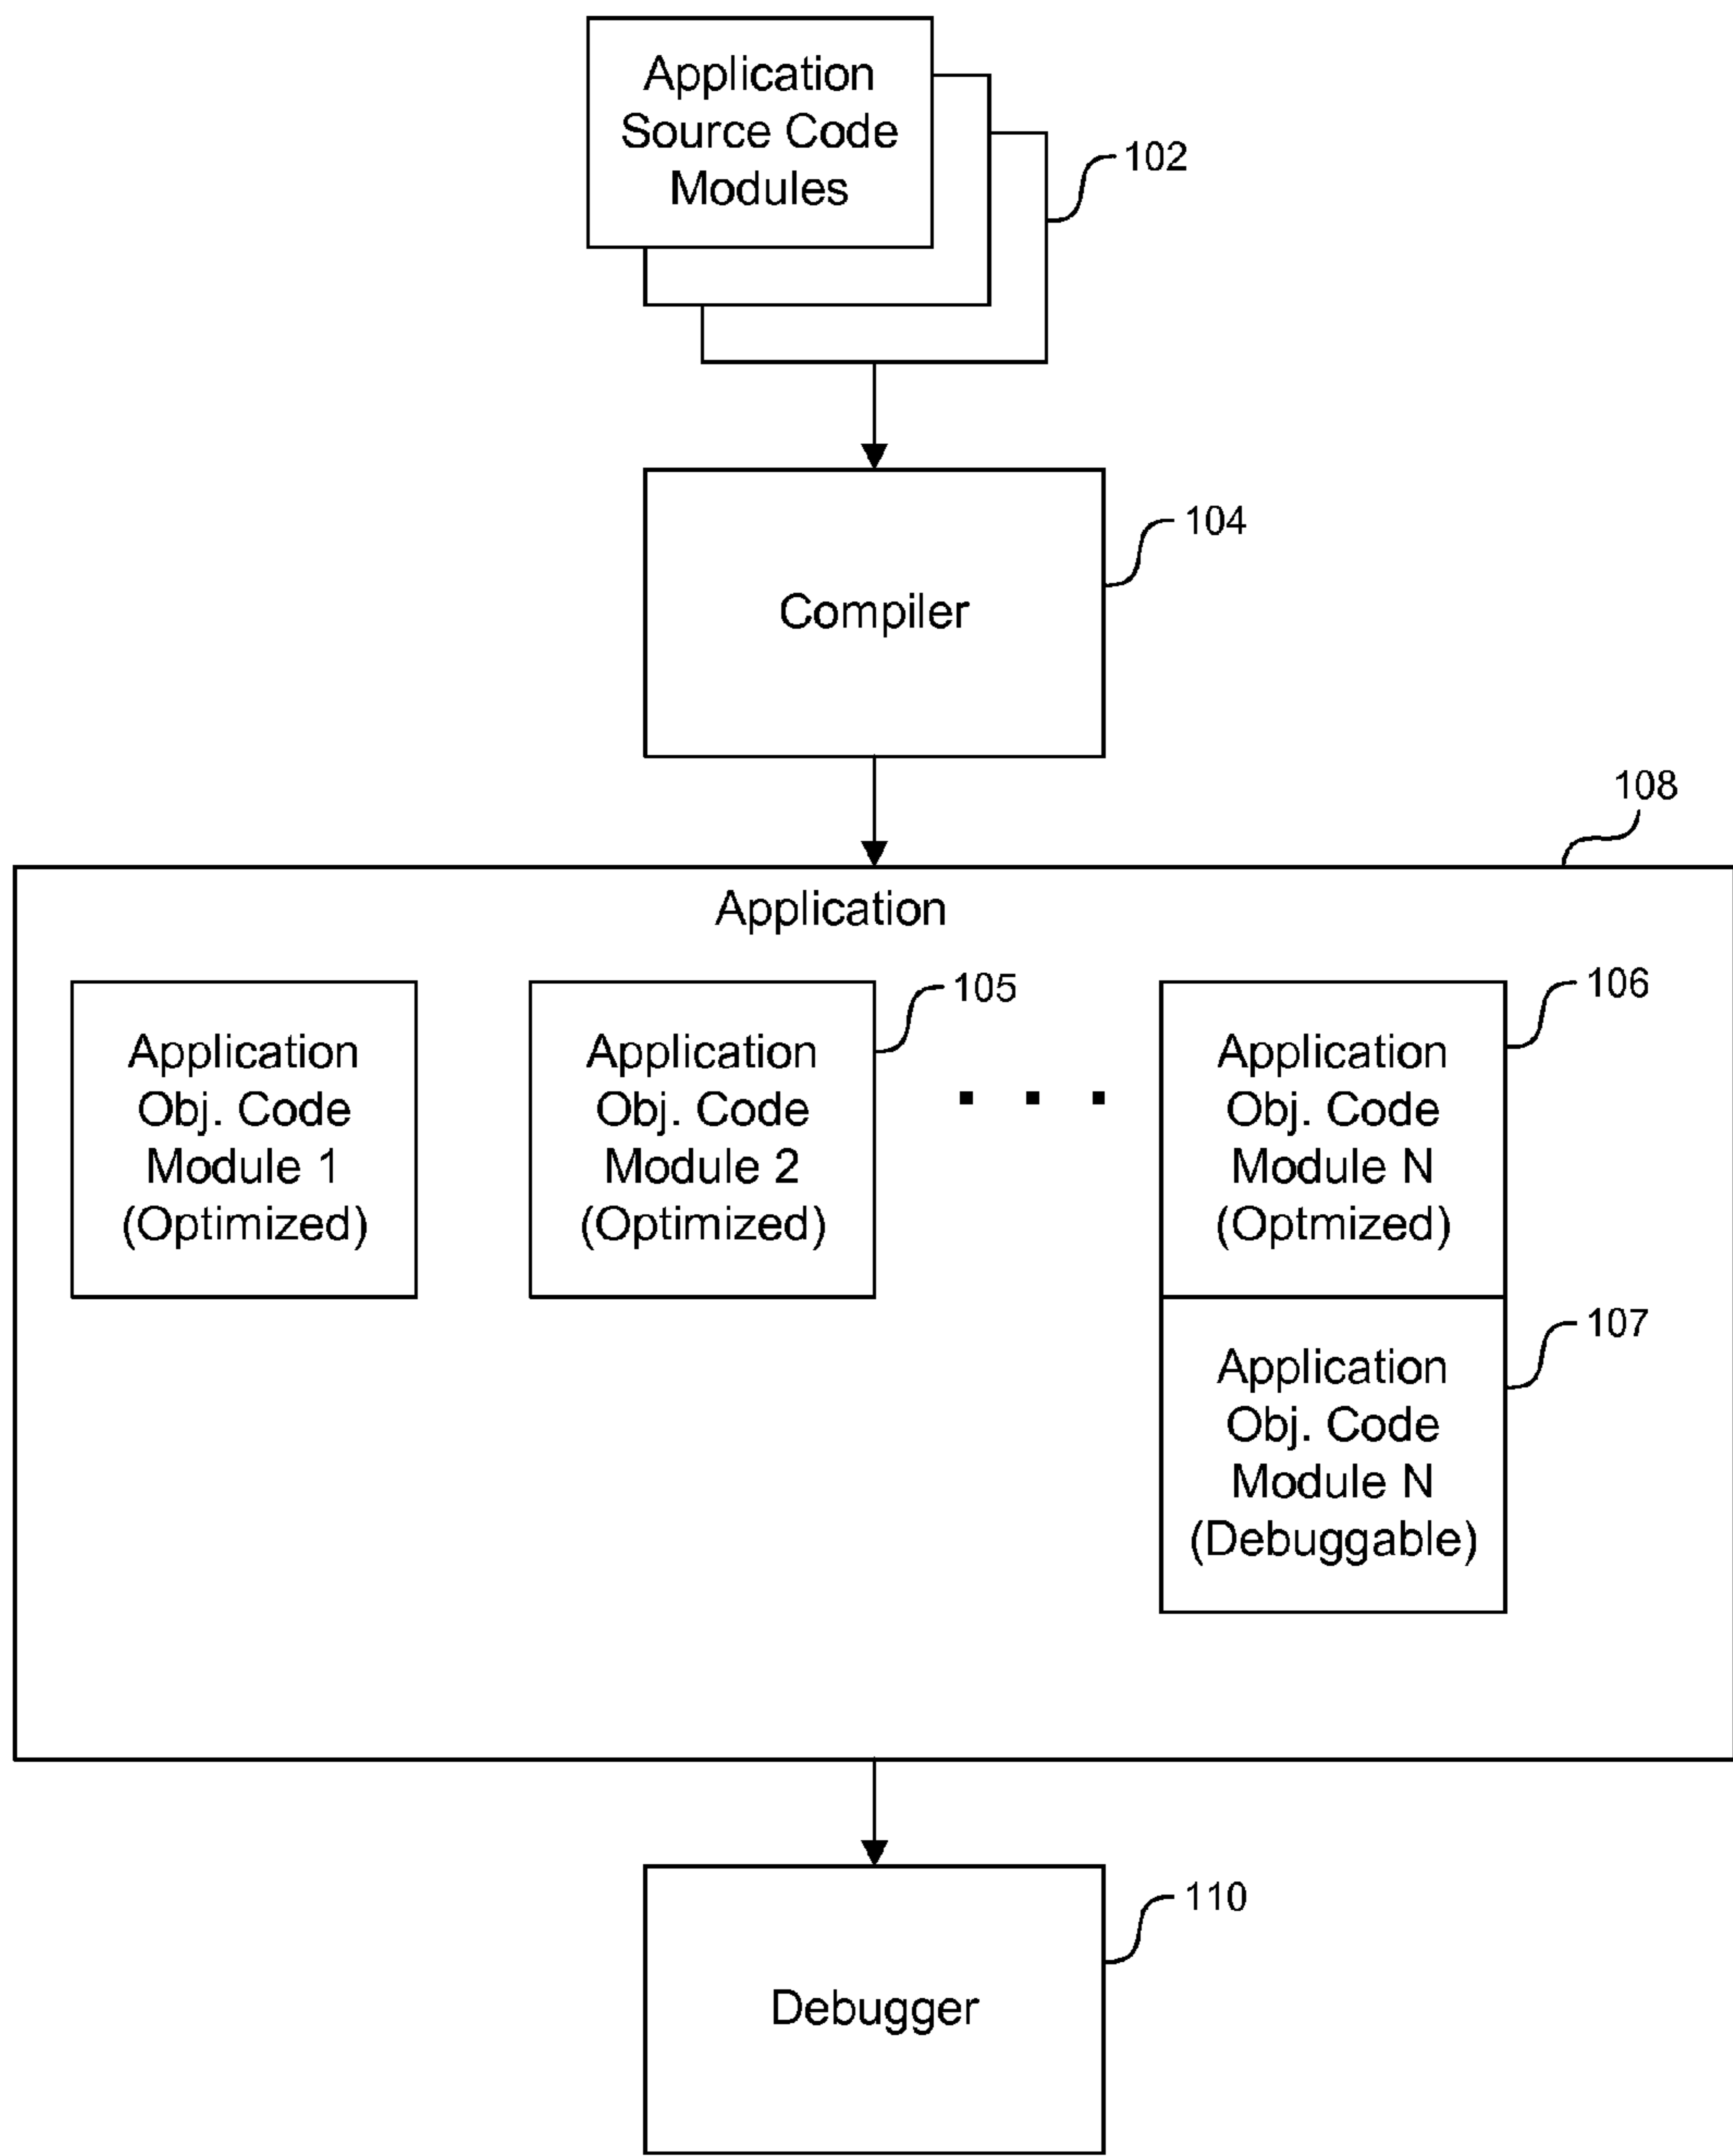 Application
Source Code
Modules
102
104
Compiler
108
Application
105
106
Application
Obj. Code
Module 1
(Optimized)
Application
Obj. Code
Module 2
(Optimized)
Application
Obj. Code
Module N
(Optmized)
107
Application
Obj. Code
Module N
(Debuggable)
110
Debugger